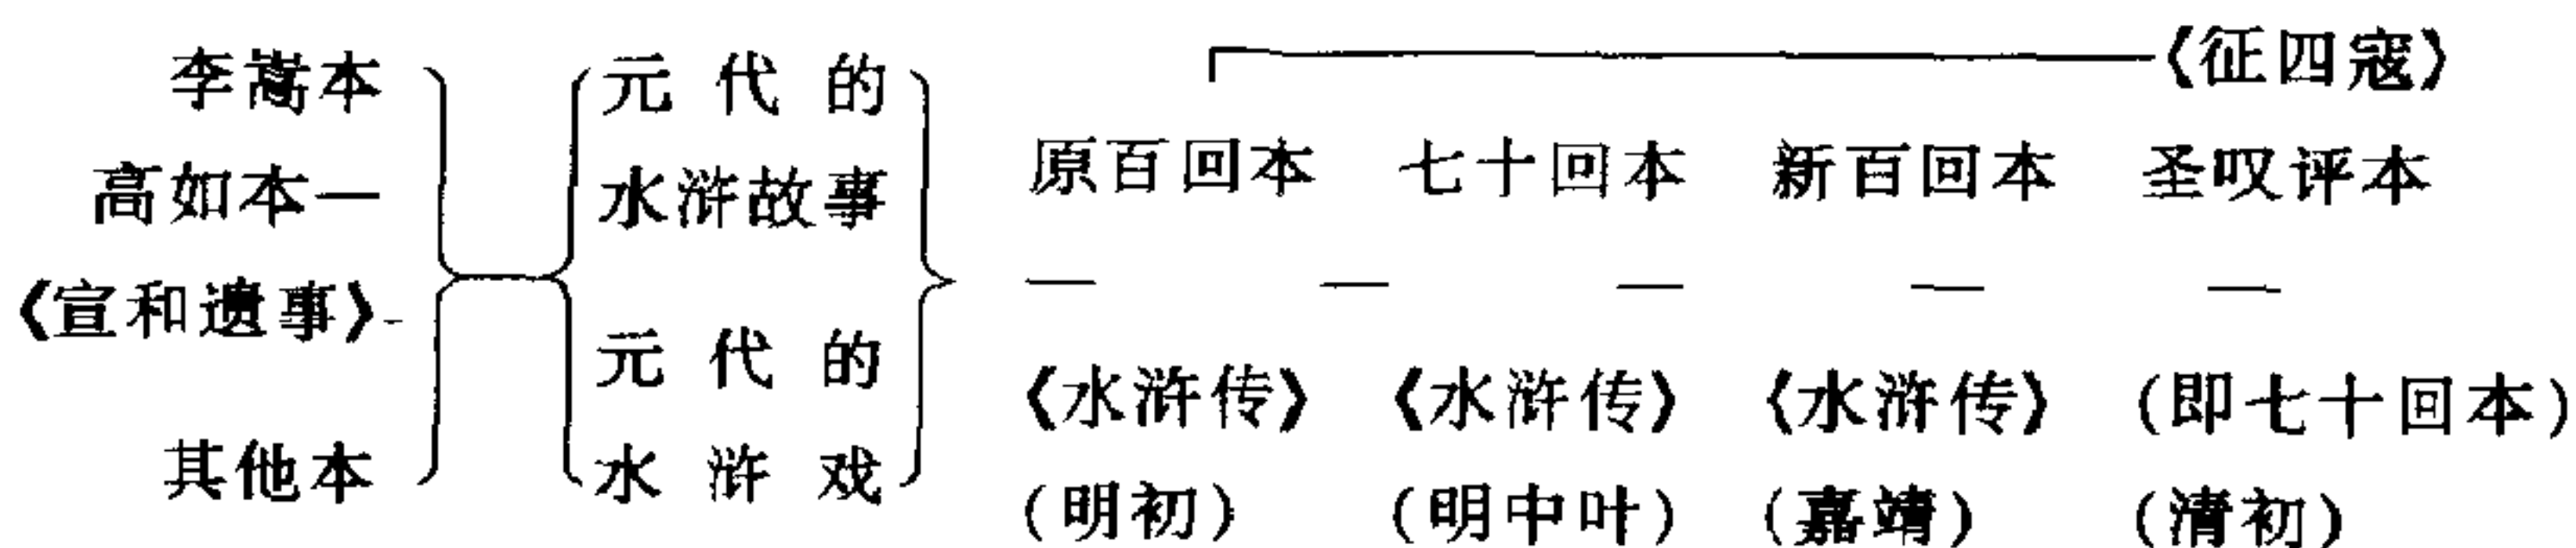 李嵩本
高如本—
《宣和遗事》-
其他本
元代的
水浒故事
元代的
水浒戏
《征四寇》
原百回本 七十回本 新百回本 圣叹评本
— — — — —
《水浒传》 《水浒传》 《水浒传》 (即七十回本)
(明初) (明中叶) (嘉靖) (清初)